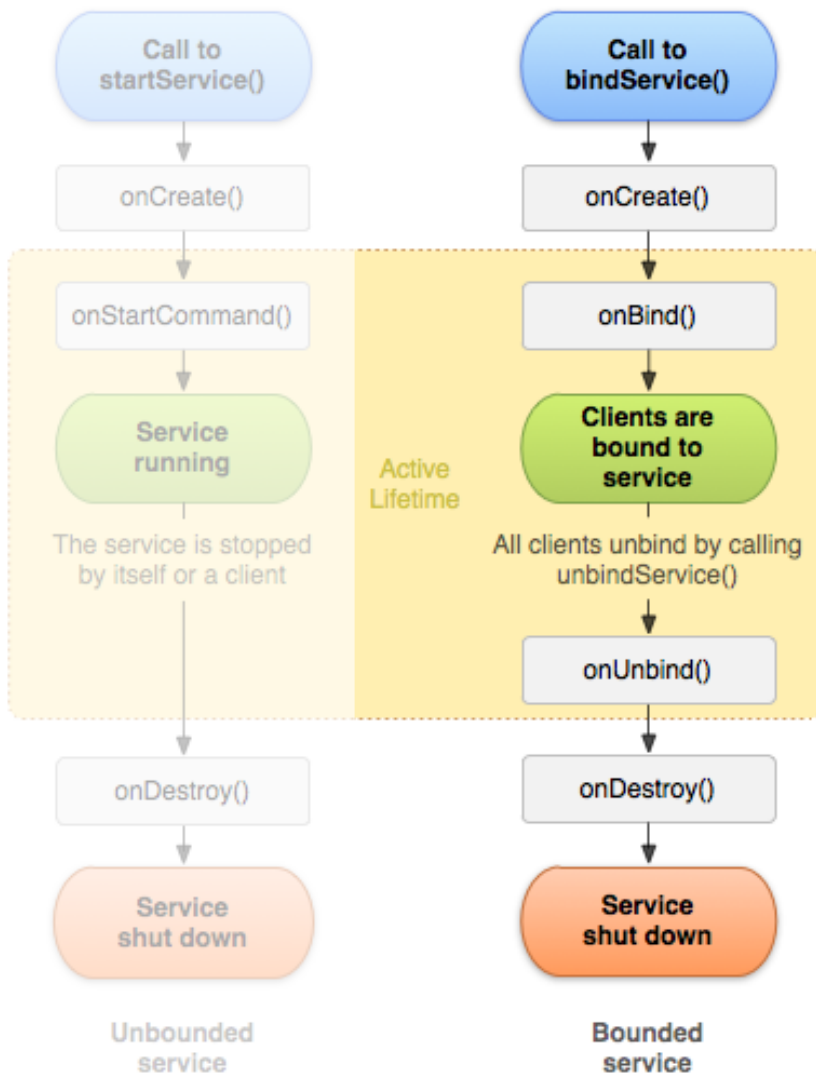 Call to
startService()
onCreate()
onStartCommand()
Service
running
The service is stopped
by itself or a client
onDestroy()
Service
shut down
Unbounded
service
Active
Lifetime
Call to
bindService()
onCreate()
onBind()
Clients are
bound to
service
All clients unbind by calling
unbindService()
onUnbind()
onDestroy()
Service
shut down
Bounded
service